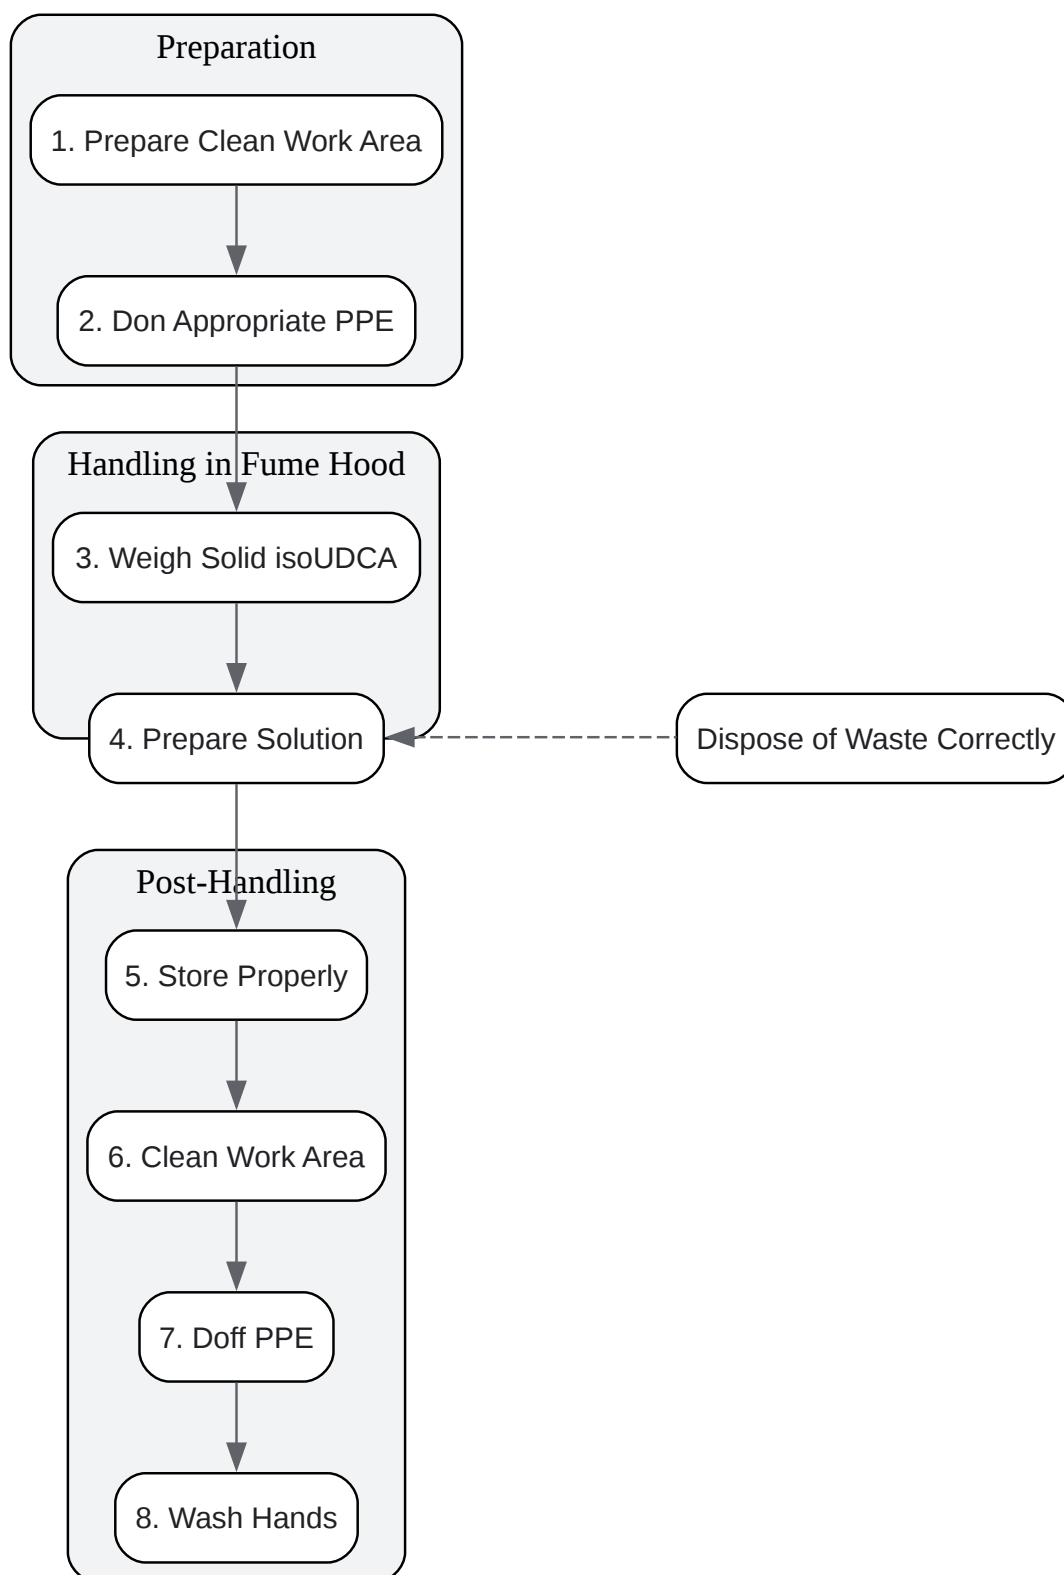 Preparation
1. Prepare Clean Work Area
2. Don Appropriate PPE
Handling in Fume Hood
3. Weigh Solid isoUDCA
4. Prepare Solution
Dispose of Waste Correctly
Post-Handling
5. Store Properly
6. Clean Work Area
7. Doff PPE
8. Wash Hands